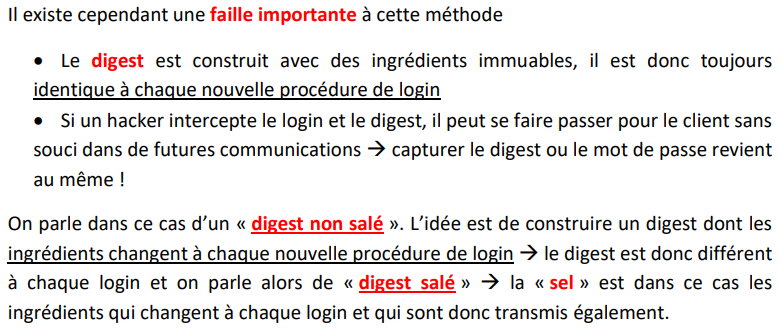 Il existe cependant une faille importante à cette méthode
• Le digest est construit avec des ingrédients immuables, il est donc toujours
identique à chaque nouvelle procédure de login
• Si un hacker intercepte le login et le digest, il peut se faire passer pour le client sans
souci dans de futures communications → capturer le digest ou le mot de passe revient
au même !
On parle dans ce cas d’un « digest non salé ». L’idée est de construire un digest dont les
ingrédients changent à chaque nouvelle procédure de login → le digest est donc différent
à chaque login et on parle alors de « digest salé » → la « sel » est dans ce cas les
ingrédients qui changent à chaque login et qui sont donc transmis également.